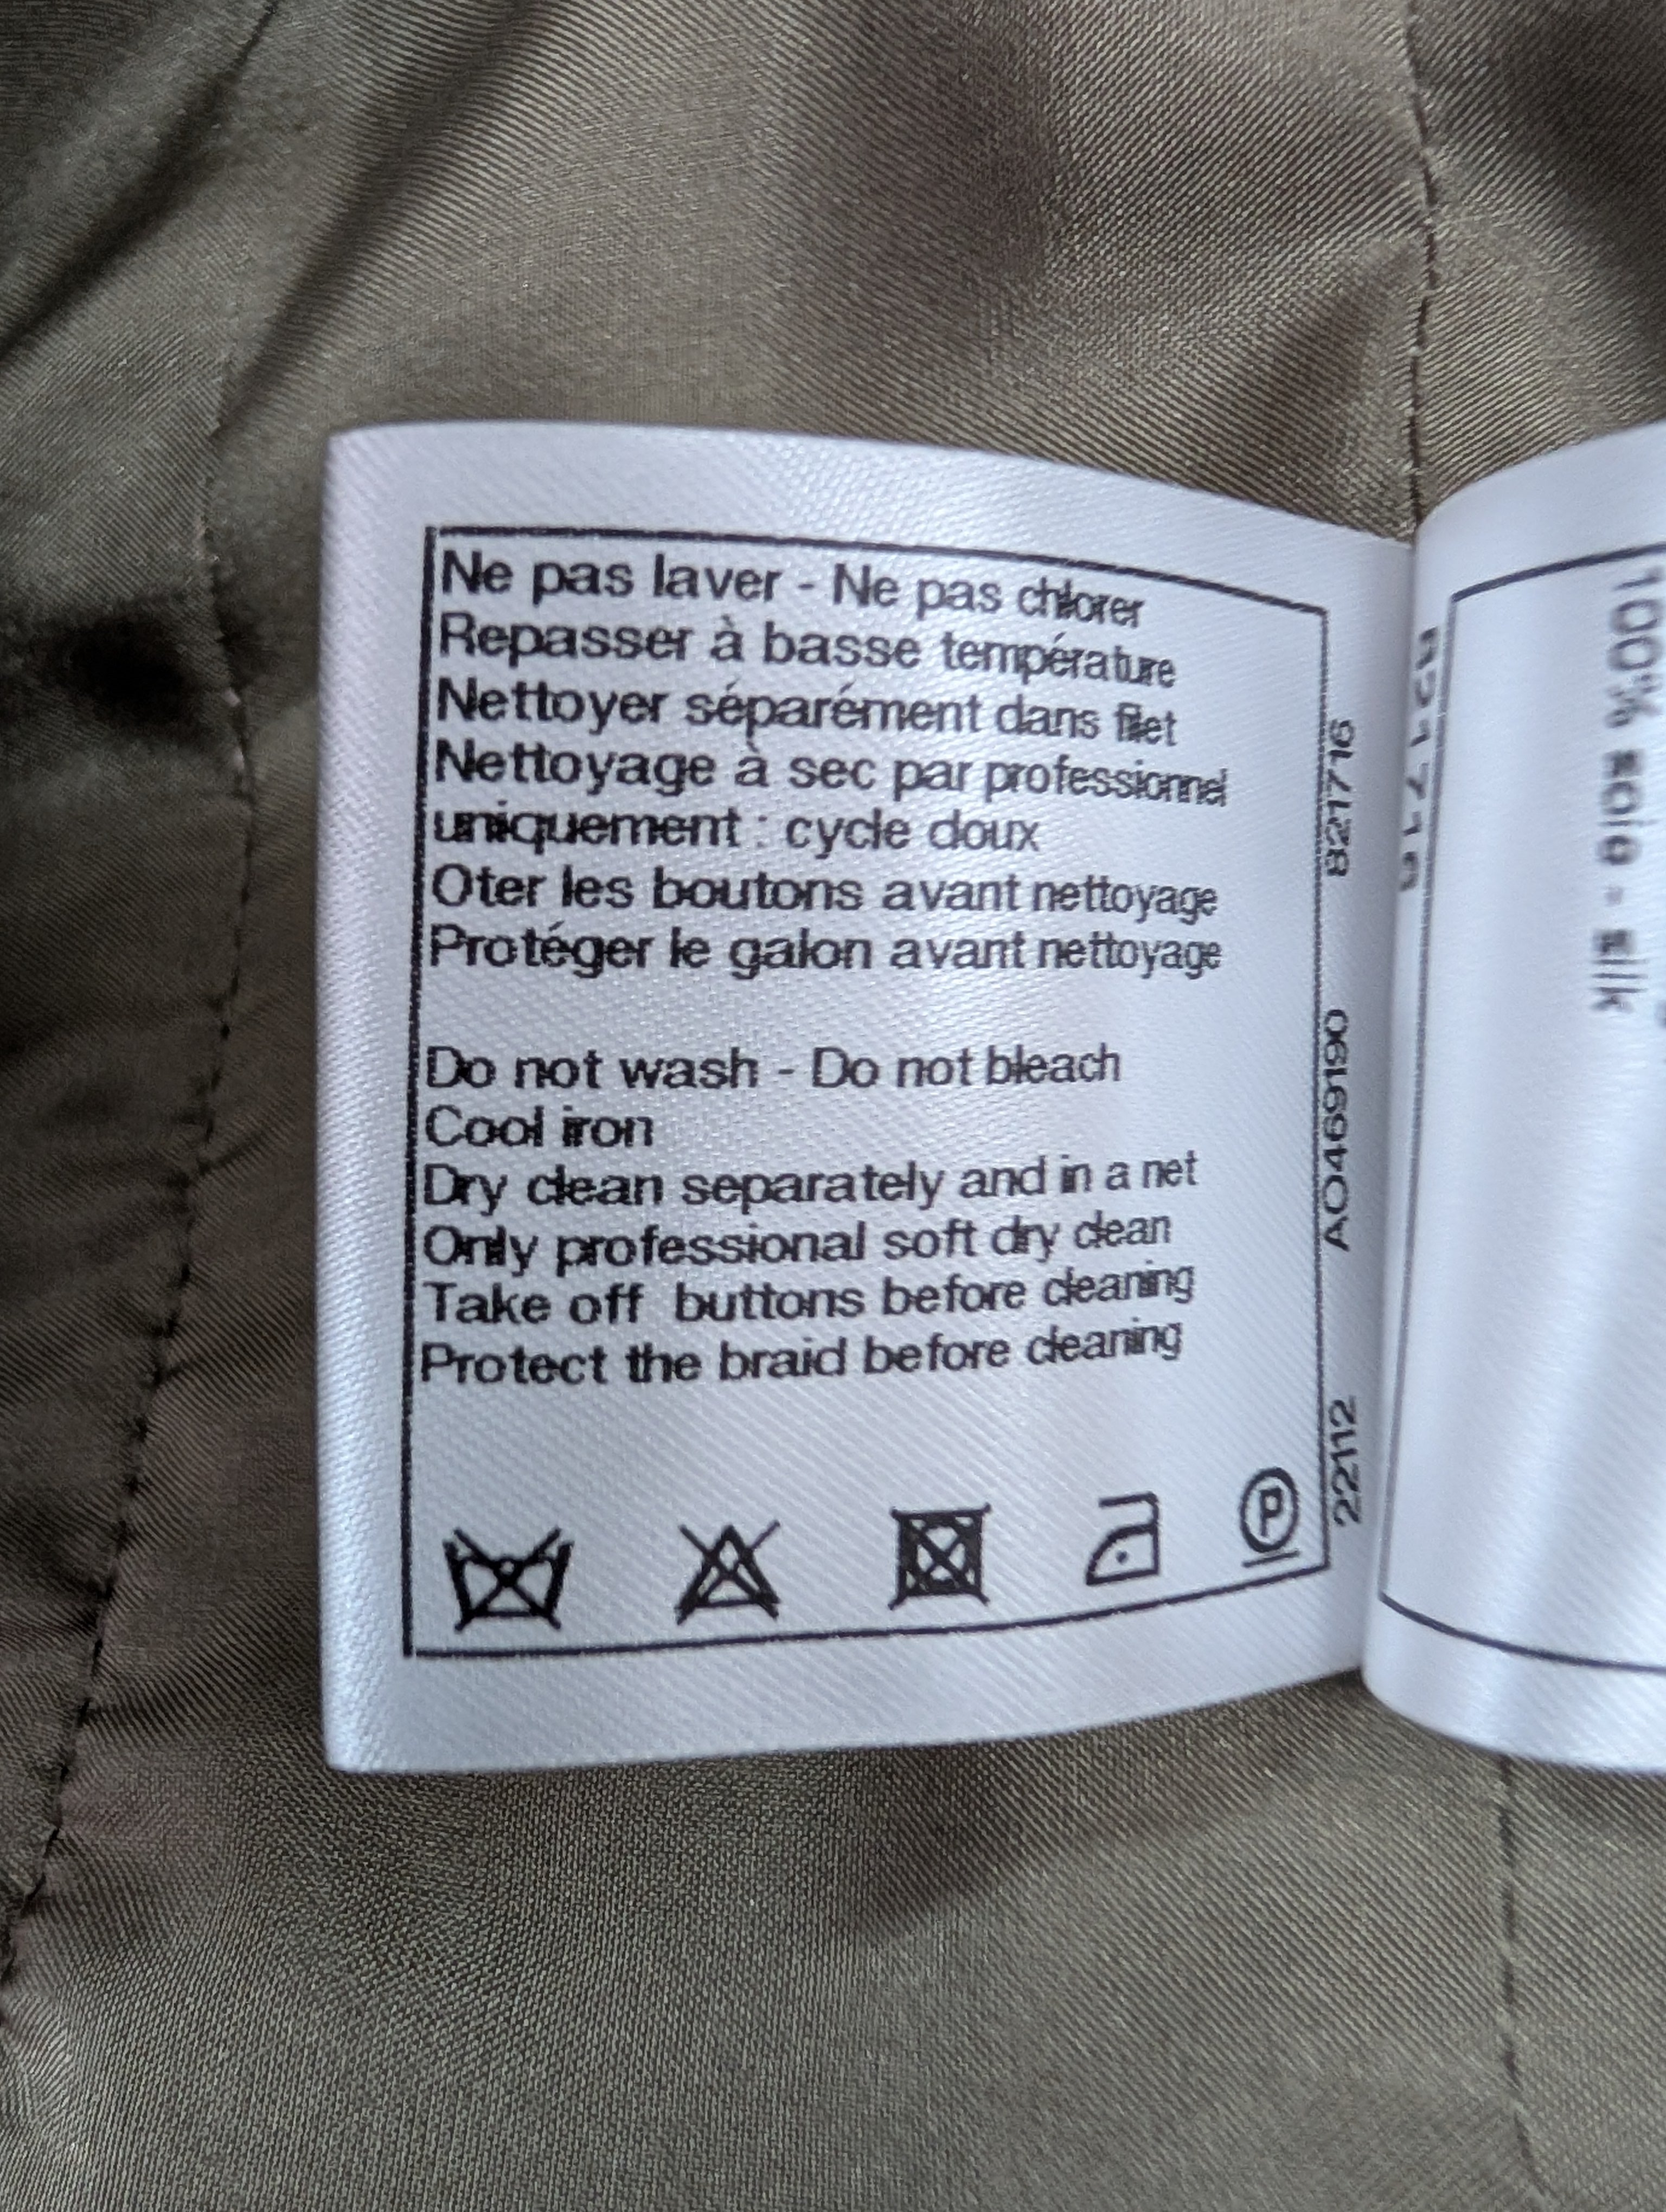 Ne pas laver - Ne pas chlorer
Repasser à basse température
Nettoyer séparément dans filet
Nettoyage à sec par professionnel
uniquement : cycle doux
Oter les boutons avant nettoyage
Protéger le galon avant nettoyage
Do not wash - Do not bleach
Cool iron
Dry clean separately and in a net
Only professional soft dry clean
Take off buttons before cleaning
Protect the braid before cleaning
P
22112 AO469190 821716
100% soie - silk